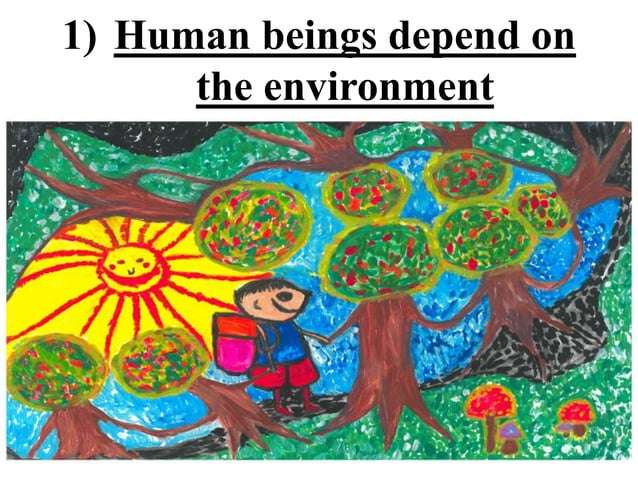 1) Human beings depend on
the environment